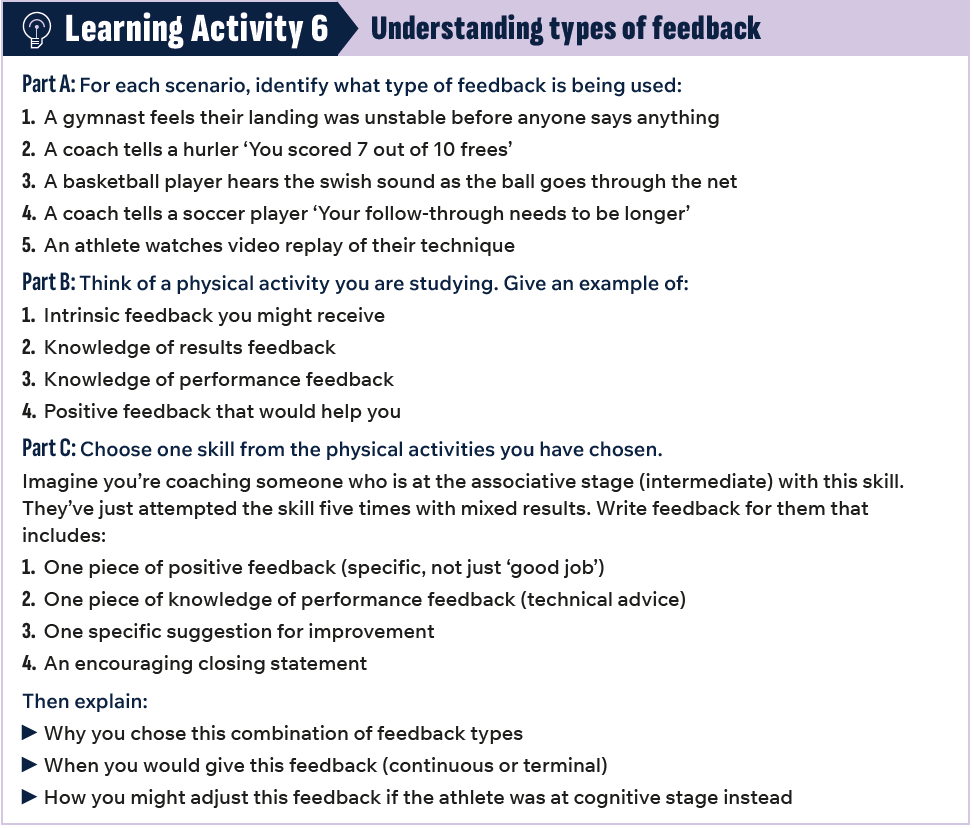 Learning Activity 6
Understanding types of feedback
Part A: For each scenario, identify what type of feedback is being used:
1. A gymnast feels their landing was unstable before anyone says anything
2. A coach tells a hurler ‘You scored 7 out of 10 frees’
3. A basketball player hears the swish sound as the ball goes through the net
4. A coach tells a soccer player ‘Your follow-through needs to be longer’
5. An athlete watches video replay of their technique
Part B: Think of a physical activity you are studying. Give an example of:
1. Intrinsic feedback you might receive
2. Knowledge of results feedback
3. Knowledge of performance feedback
4. Positive feedback that would help you
Part C: Choose one skill from the physical activities you have chosen.
Imagine you’re coaching someone who is at the associative stage (intermediate) with this skill.
They’ve just attempted the skill five times with mixed results. Write feedback for them that
includes:
1. One piece of positive feedback (specific, not just ‘good job’)
2. One piece of knowledge of performance feedback (technical advice)
3. One specific suggestion for improvement
4. An encouraging closing statement
Then explain:
▶ Why you chose this combination of feedback types
▶ When you would give this feedback (continuous or terminal)
▶ How you might adjust this feedback if the athlete was at cognitive stage instead